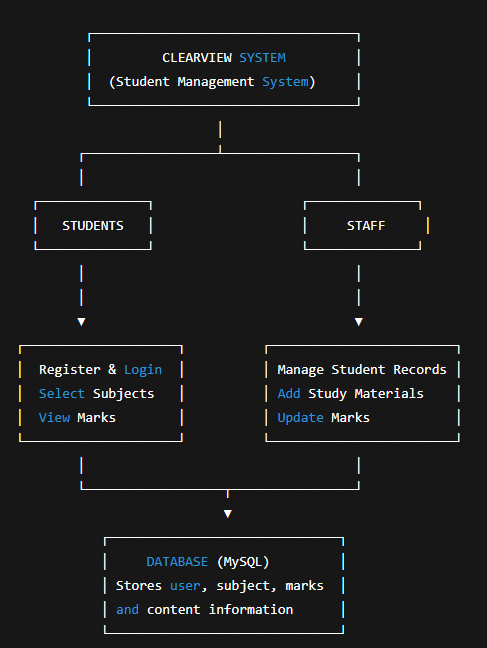 CLEARVIEW SYSTEM
(Student Management System)
STUDENTS
STAFF
Register & Login
Select Subjects
View Marks
Manage Student Records
Add Study Materials
Update Marks
DATABASE (MySQL)
Stores user, subject, marks
and content information